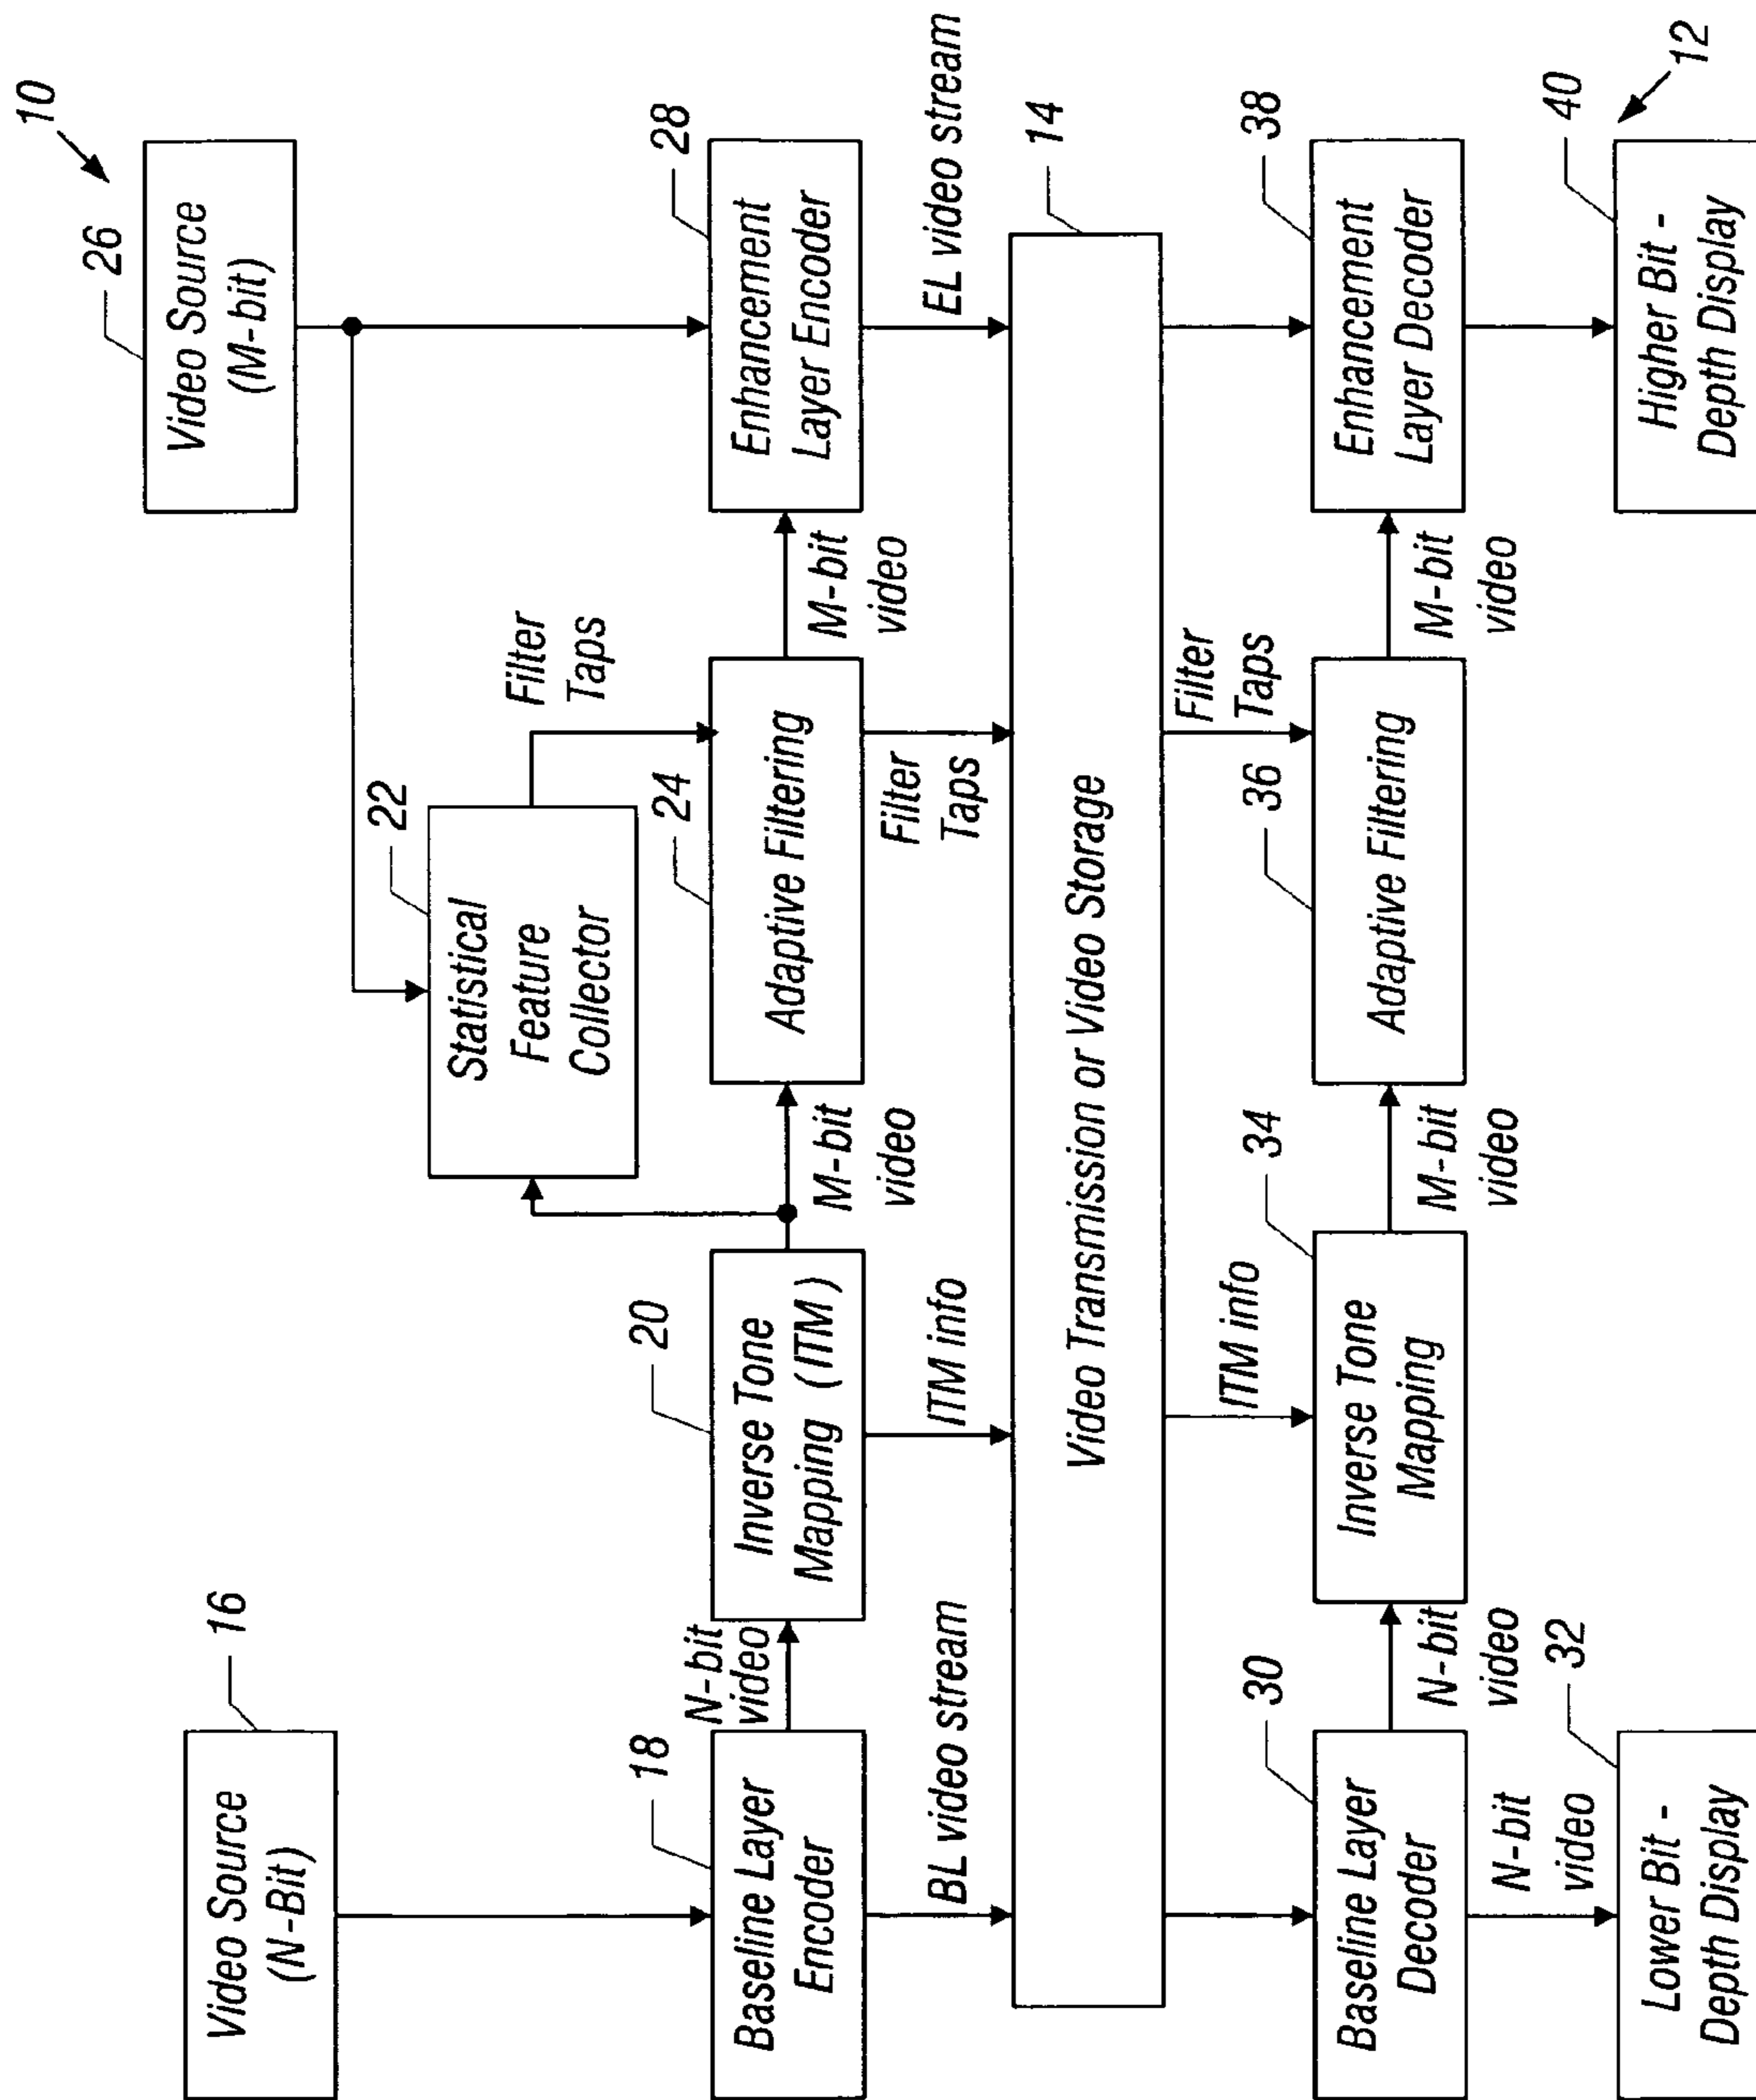 10
16
26
Video Source
(N-Bit)
Video Source
(M-bit)
22
Statistical
Feature
Collector
Filter
Taps
18
20
24
28
Baseline Layer
Encoder
N-bit
video
Inverse Tone
Mapping (ITM)
M-bit
video
Adaptive Filtering
M-bit
video
Enhancement
Layer Encoder
BL video stream
ITM info
Filter
Taps
EL video stream
14
Video Transmission or Video Storage
ITM info
Filter
Taps
30
34
36
38
Baseline Layer
Decoder
N-bit
video
Inverse Tone
Mapping
M-bit
video
Adaptive Filtering
M-bit
video
Enhancement
Layer Decoder
N-bit
video
32
40
12
Lower Bit -
Depth Display
Higher Bit -
Depth Display